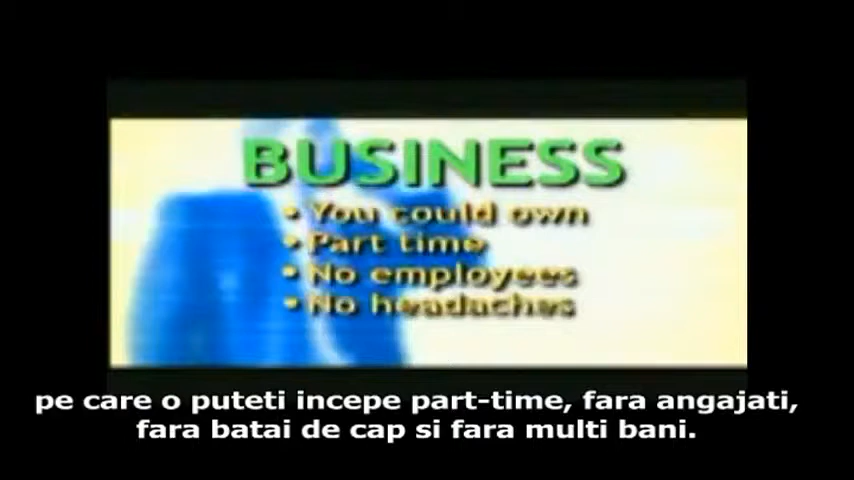 BUSINESS
• You could own
• Part time
• No employees
• No headaches
pe care o puteti incepe part-time, fara angajati,
fara batai de cap si fara multi bani.